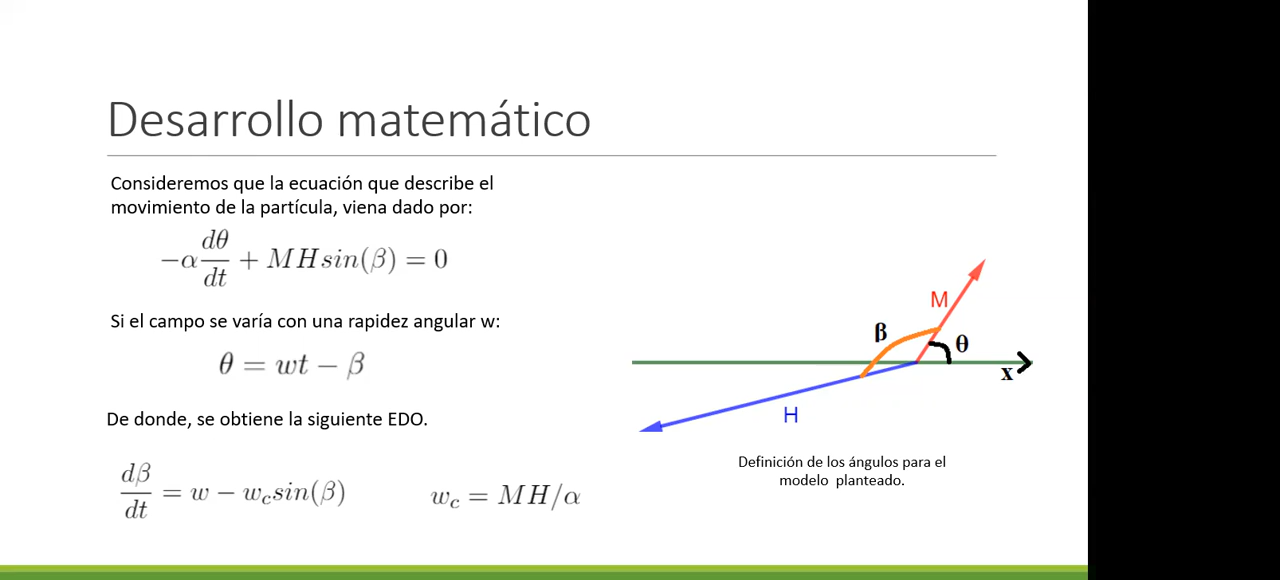 Desarrollo matemático
Consideremos que la ecuación que describe el
movimiento de la partícula, viena dado por:
−α dθ/dt + MHsin(β) = 0
Si el campo se varía con una rapidez angular w:
θ = wt − β
De donde, se obtiene la siguiente EDO.
dβ/dt = w − w_c sin(β)
w_c = MH/α
M
β
θ
x
H
Definición de los ángulos para el
modelo planteado.